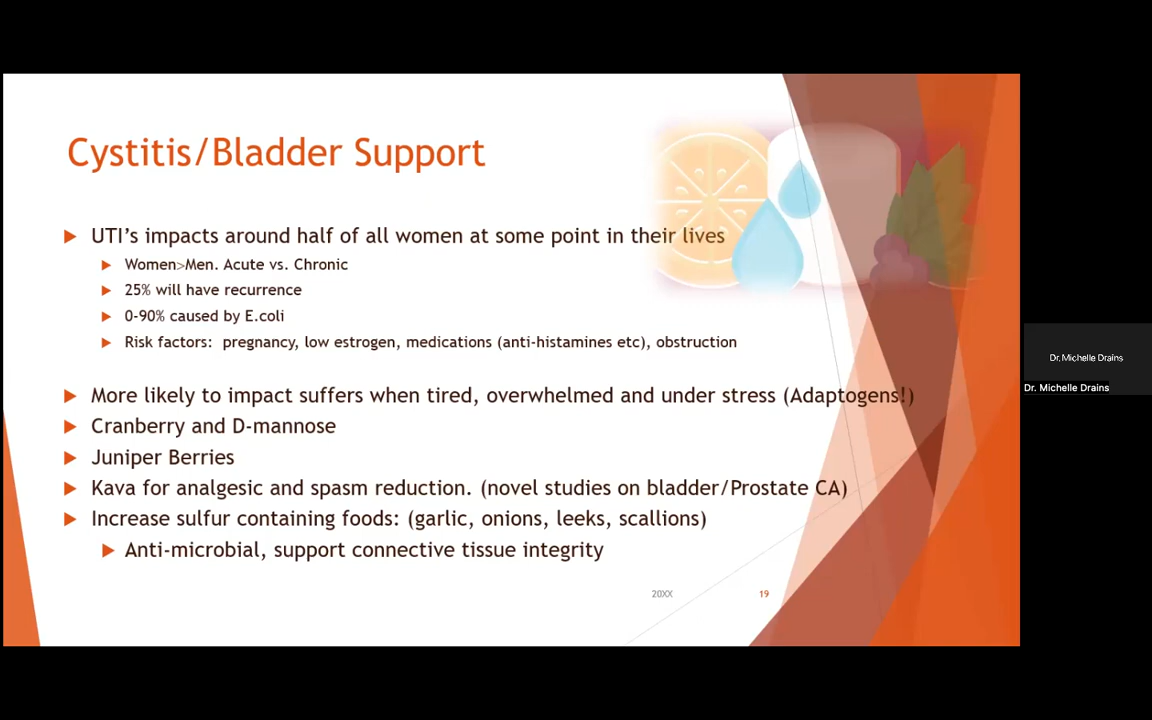 Cystitis/Bladder Support
UTI's impacts around half of all women at some point in their lives
Women>Men. Acute vs. Chronic
25% will have recurrence
0-90% caused by E.coli
Risk factors: pregnancy, low estrogen, medications (anti-histamines etc), obstruction
More likely to impact suffers when tired, overwhelmed and under stress (Adaptogens!)
Cranberry and D-mannose
Juniper Berries
Kava for analgesic and spasm reduction. (novel studies on bladder/Prostate CA)
Increase sulfur containing foods: (garlic, onions, leeks, scallions)
Anti-microbial, support connective tissue integrity
20XX 19
Dr. Michelle Drains
Dr. Michelle Drains